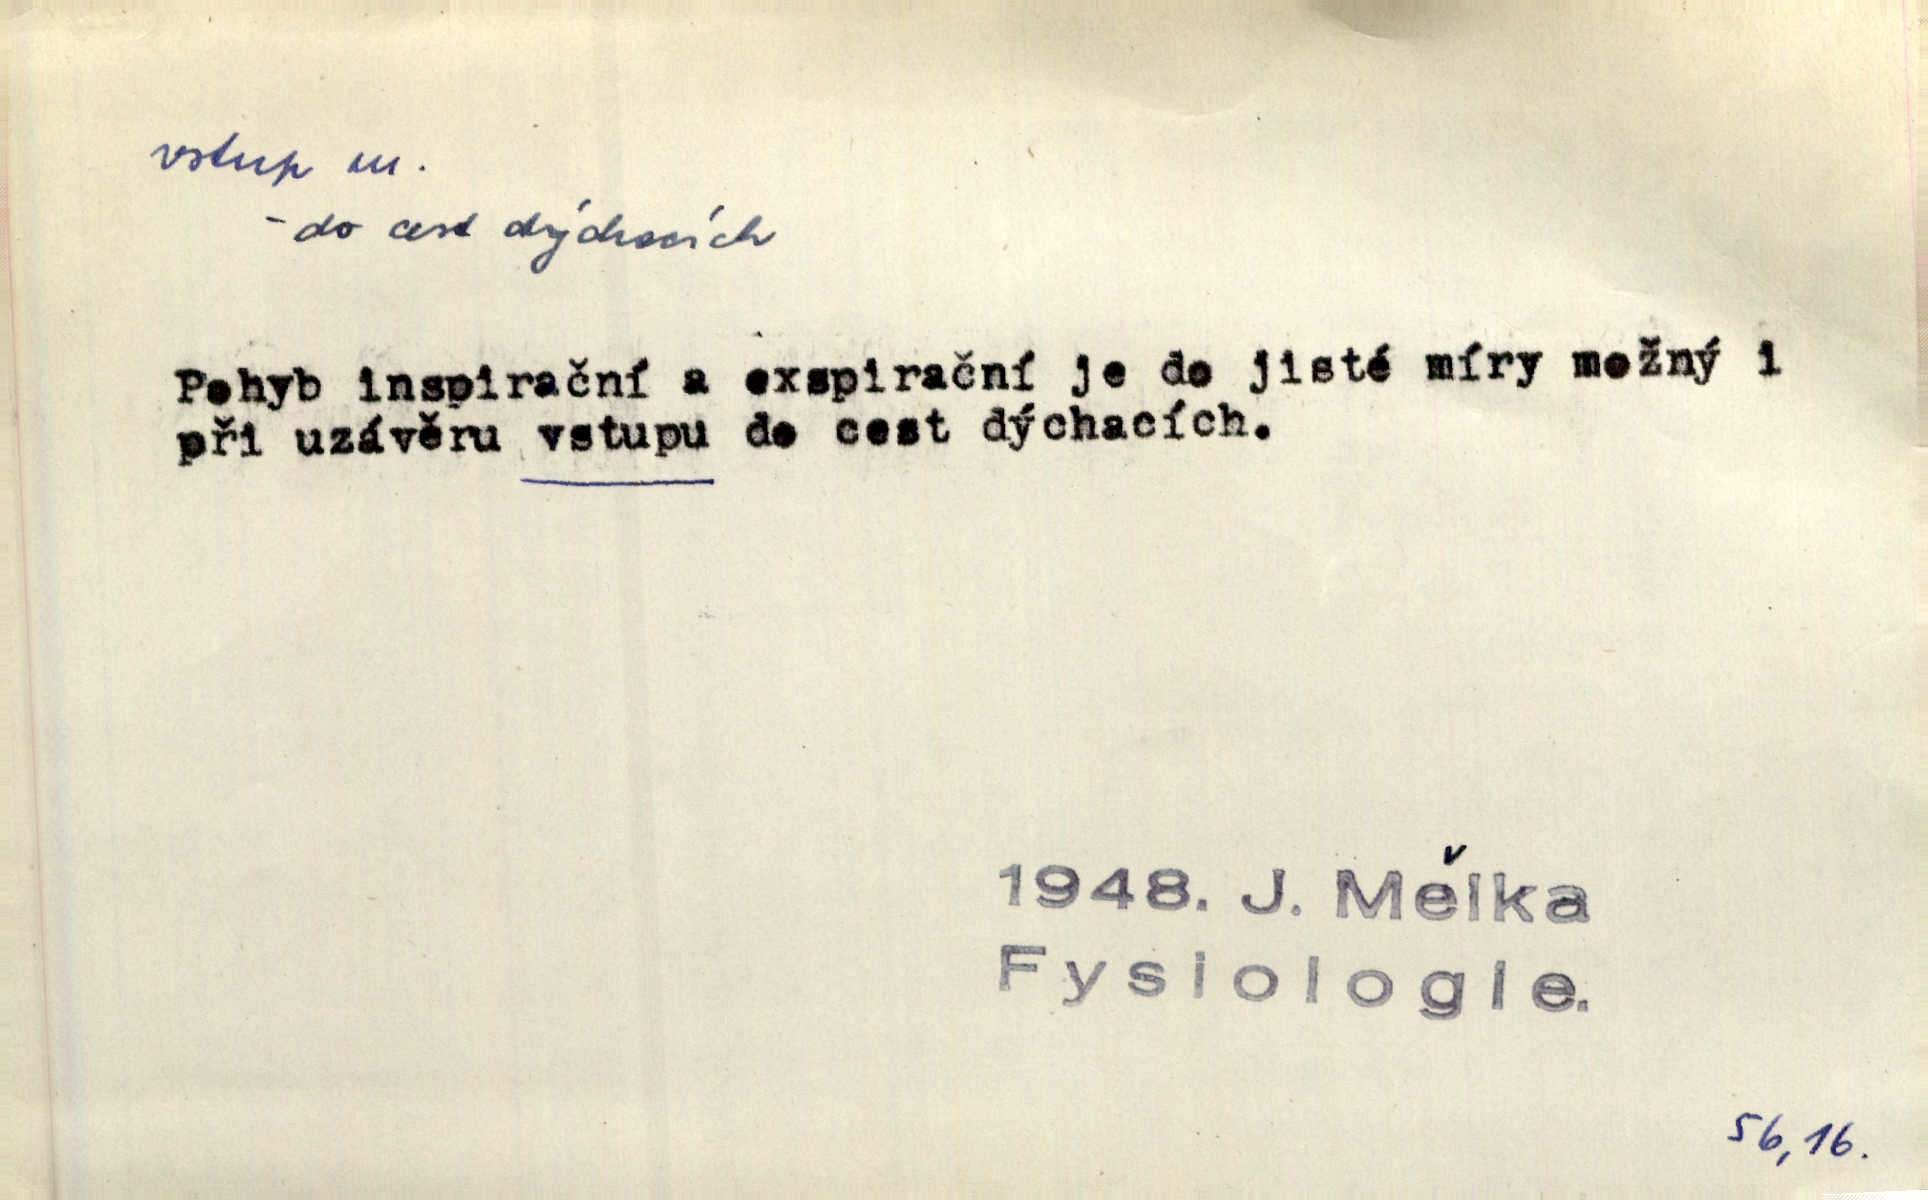 vstup m.
- do cest dýchacích
Pohyb inspirační a exspirační je do jisté míry možný i
při uzávěru vstupu do cest dýchacích.
1948. J. Mělka
Fysiologie.
56,16.